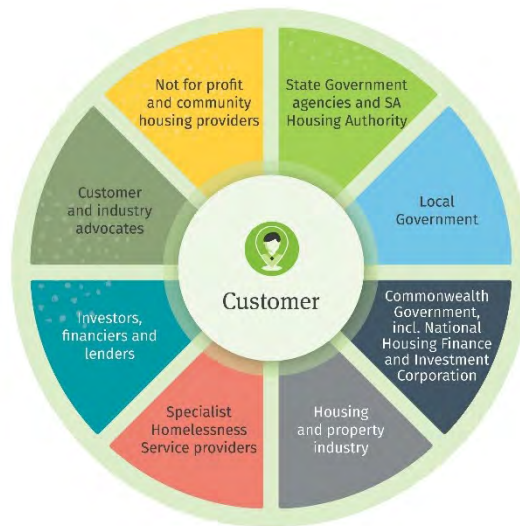 Not for profit
and community
housing providers
State Government
agencies and SA
Housing Authority
Local
Government
Commonwealth
Government,
incl. National
Housing Finance
and Investment
Corporation
Housing
and property
industry
Specialist
Homelessness
Service providers
Investors,
financiers and
lenders
Customer
and industry
advocates
Customer